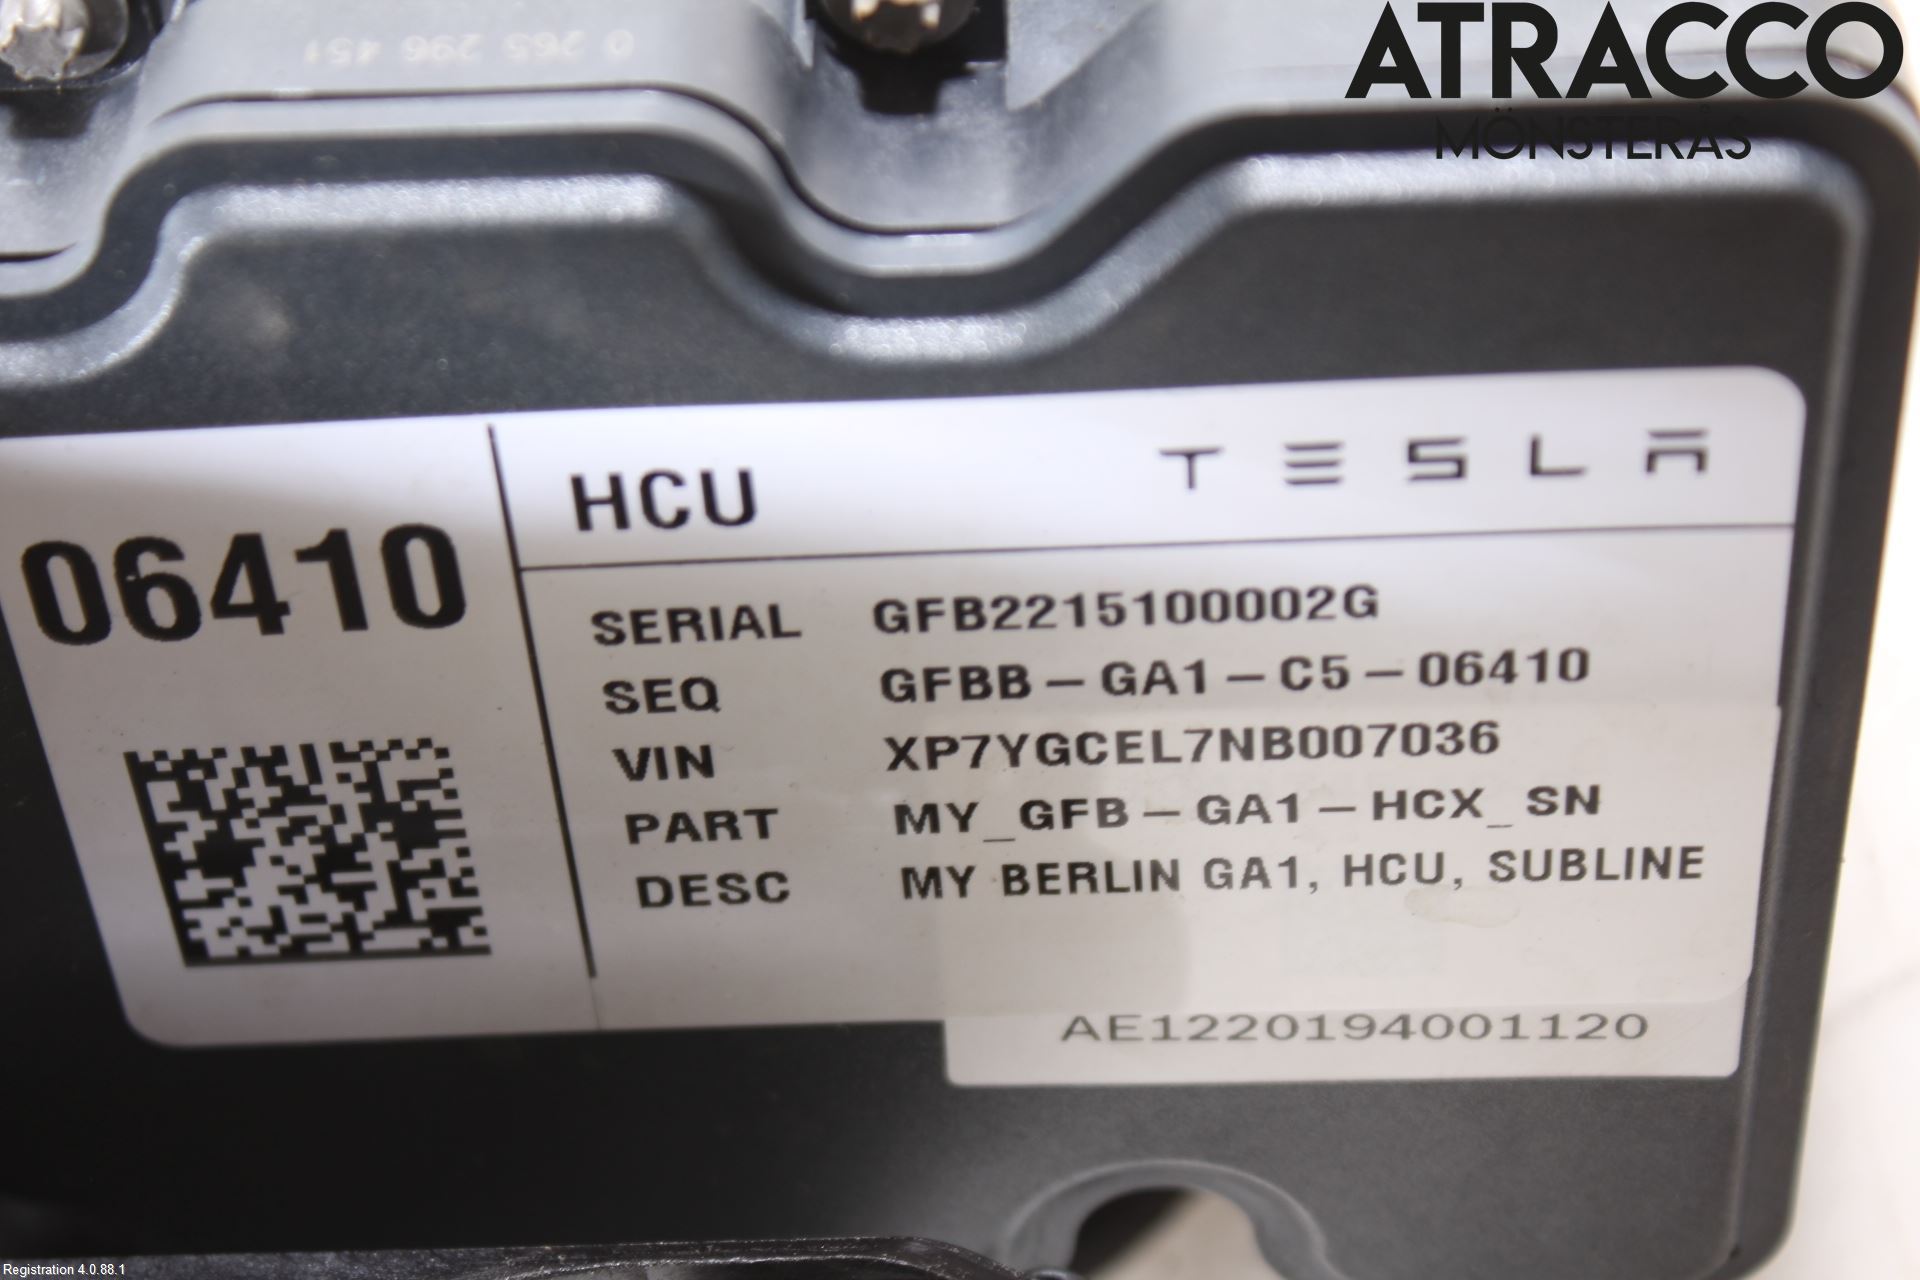 ATRACCO
MÖNSTERÅS
0 265 296 451
06410
HCU
TESLA
SERIAL GFB2215100002G
SEQ GFBB-GA1-C5-06410
VIN XP7YGCEL7NB007036
PART MY_GFB-GA1-HCX_SN
DESC MY BERLIN GA1, HCU, SUBLINE
AE1220194001120
Registration 4.0.88.1